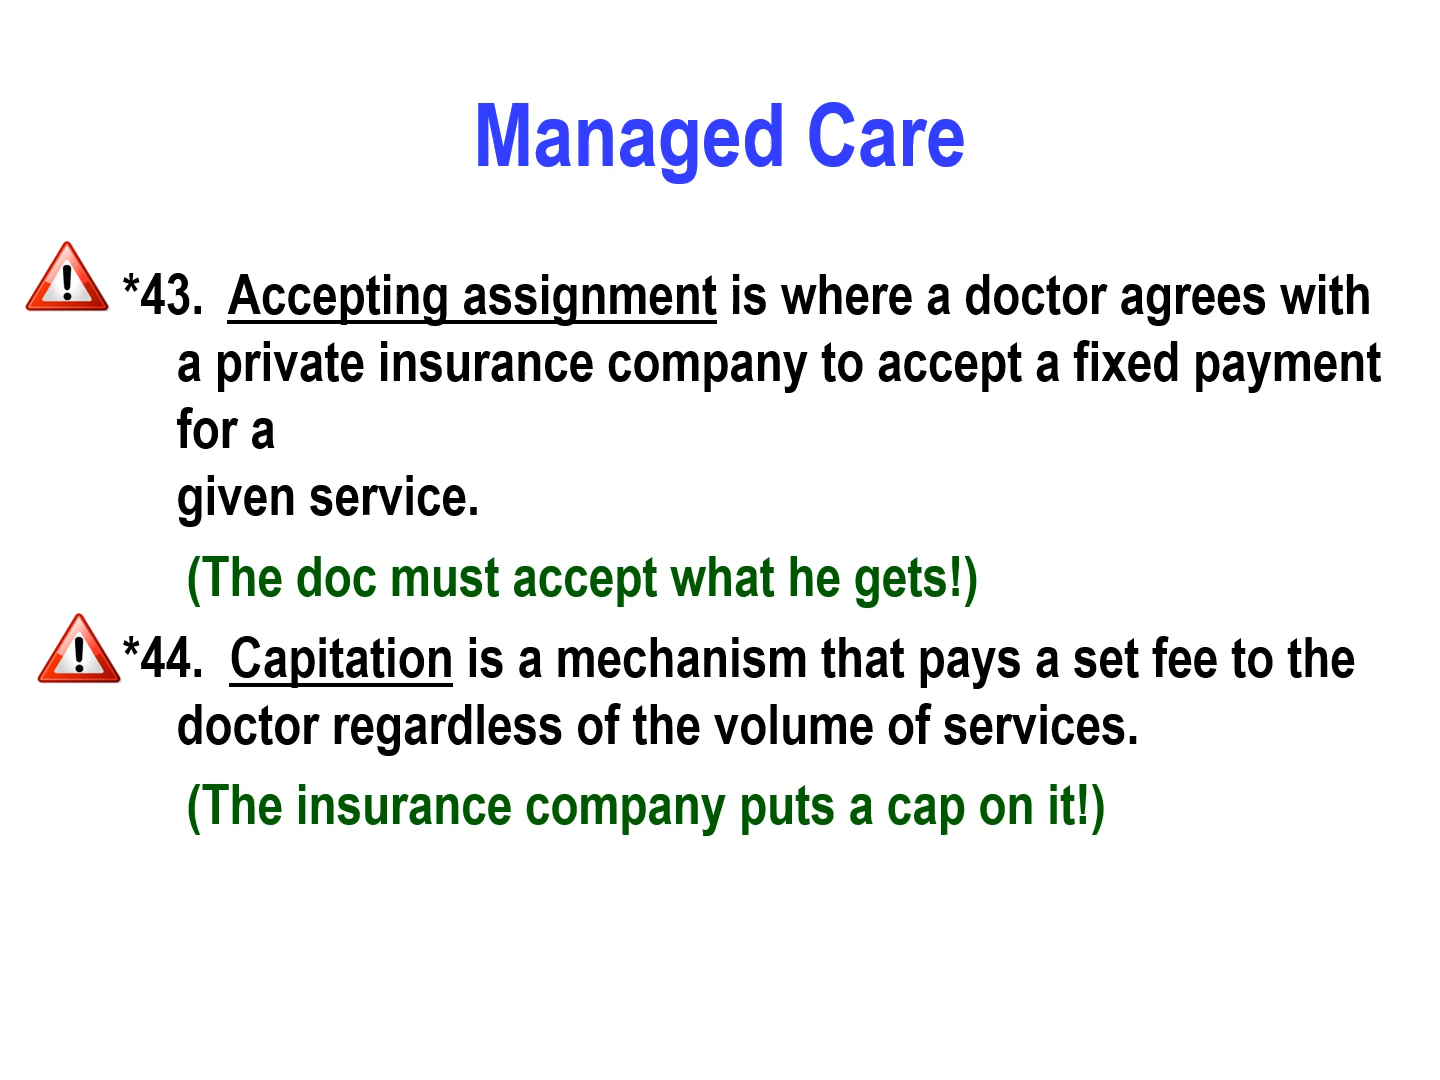 Managed Care
*43. Accepting assignment is where a doctor agrees with
a private insurance company to accept a fixed payment
for a
given service.
(The doc must accept what he gets!)
*44. Capitation is a mechanism that pays a set fee to the
doctor regardless of the volume of services.
(The insurance company puts a cap on it!)